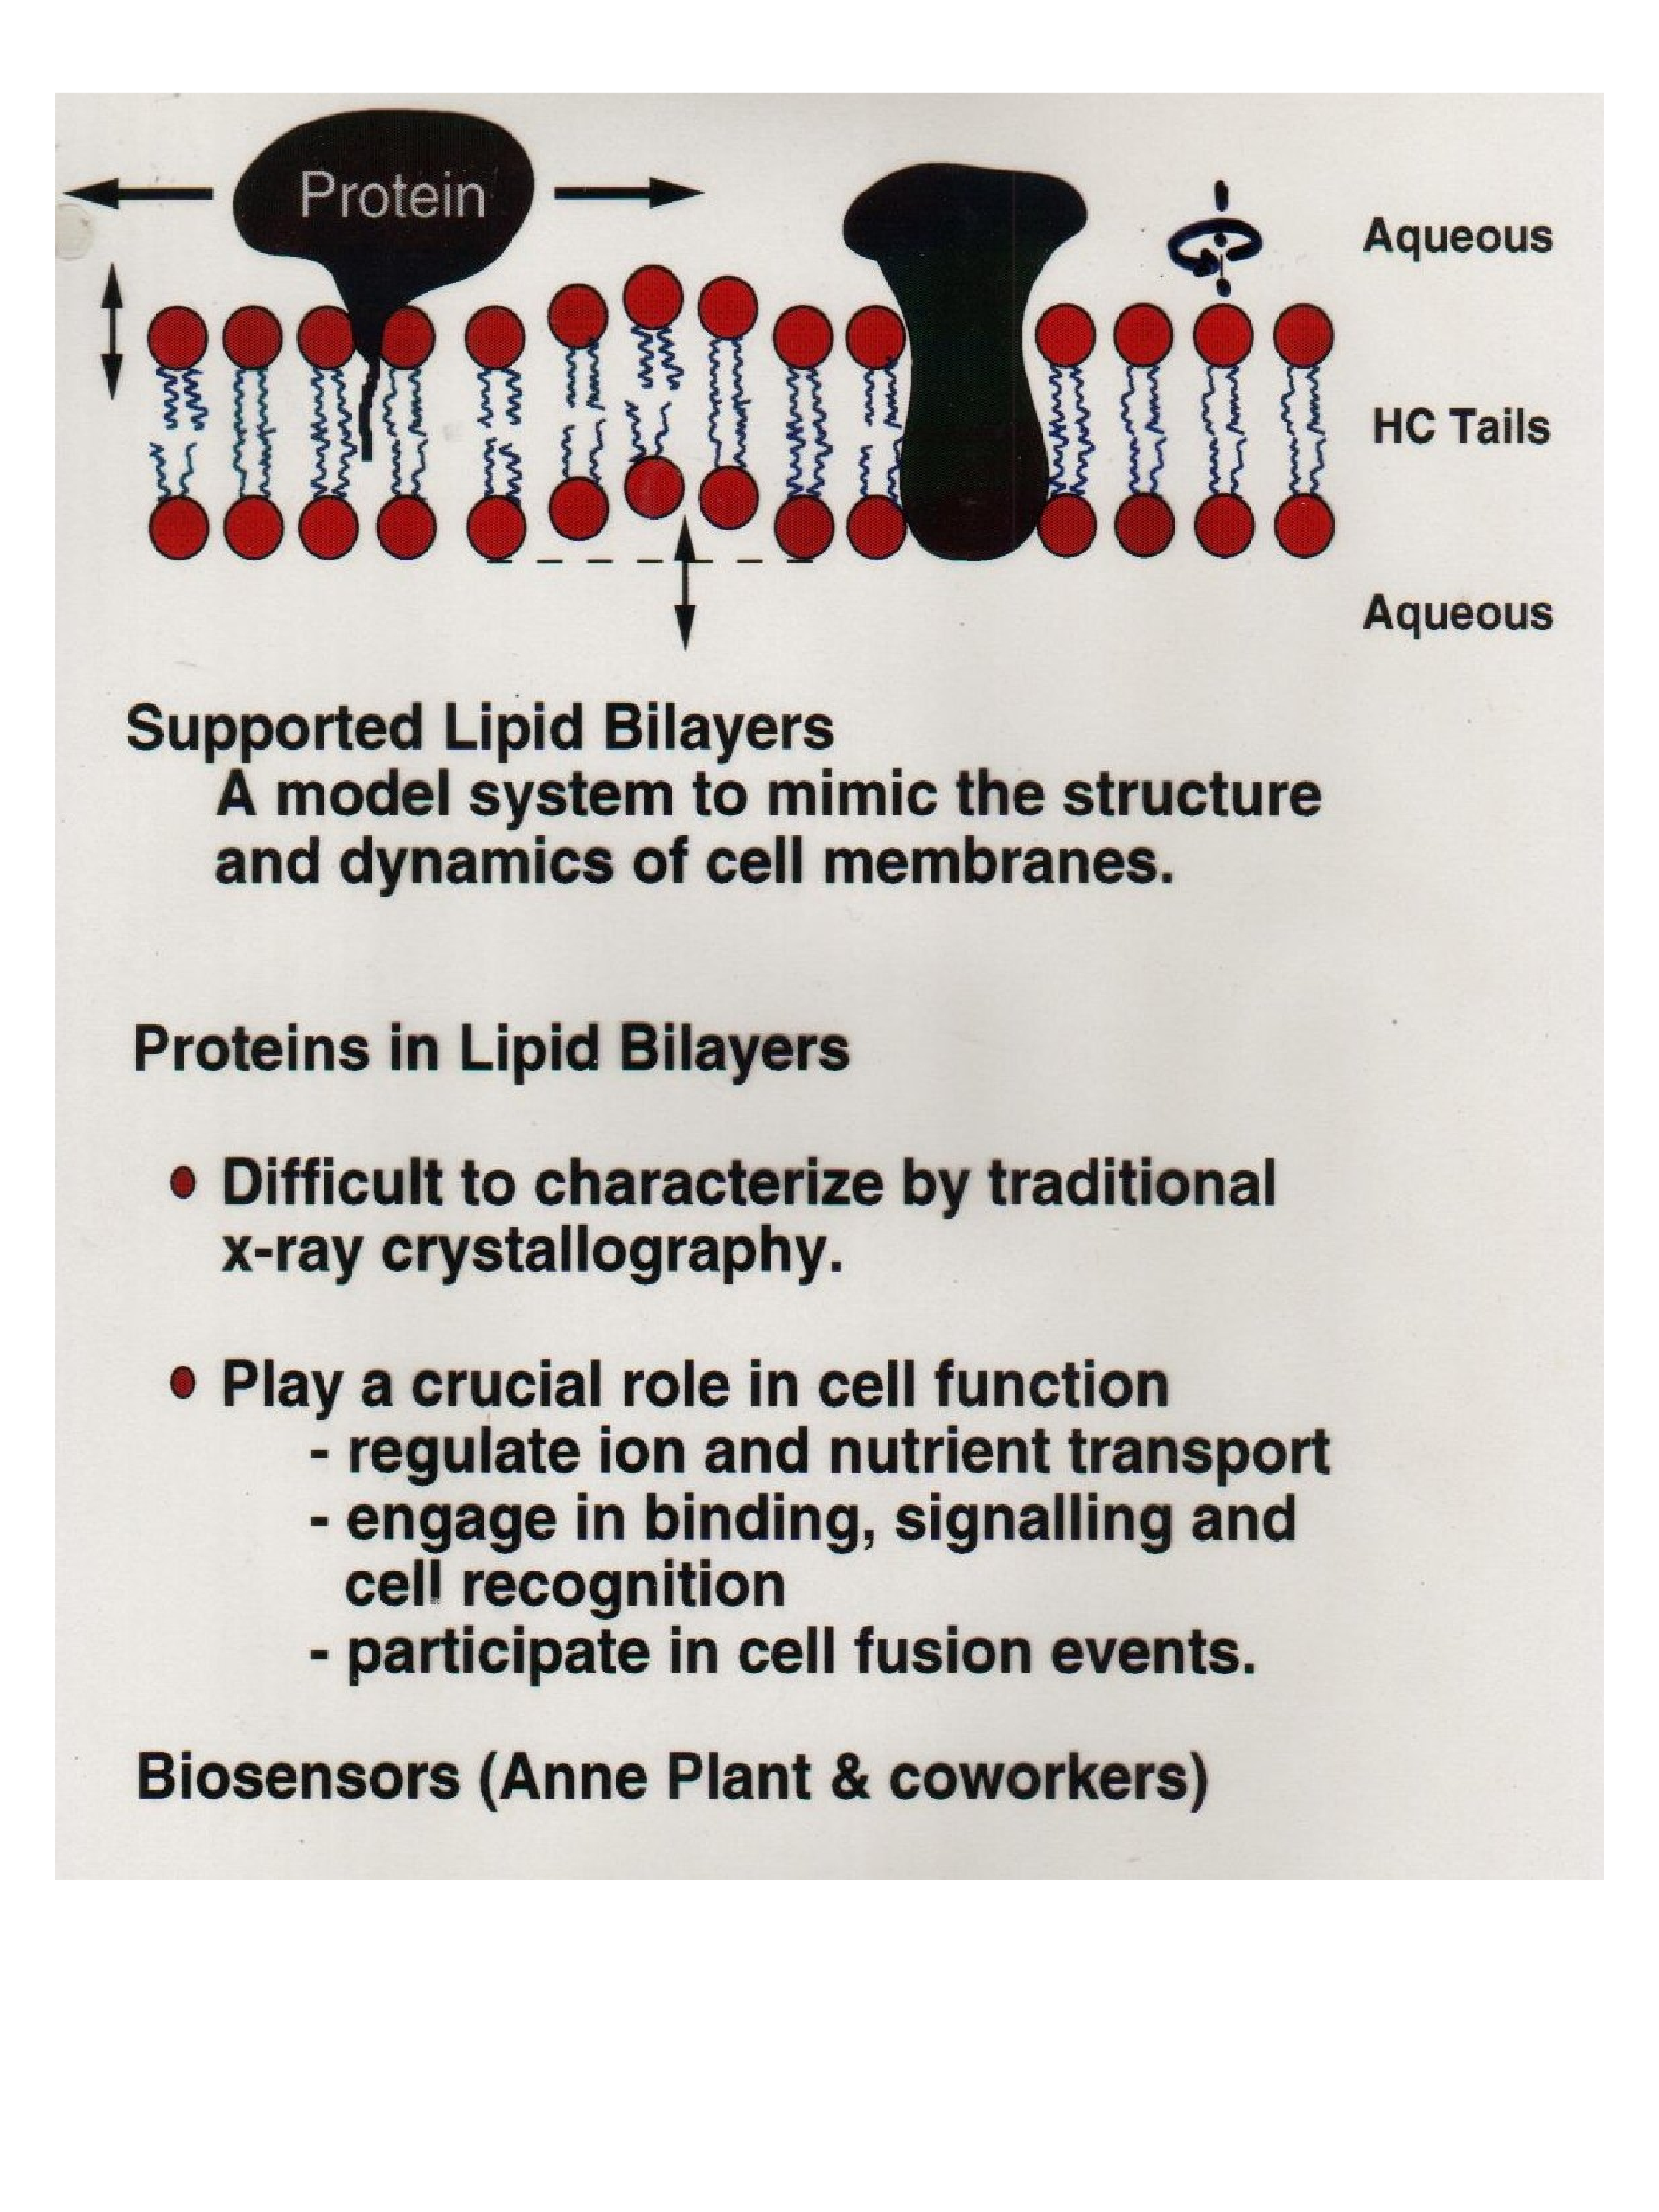 Protein
Aqueous
HC Tails
Aqueous
Supported Lipid Bilayers
A model system to mimic the structure
and dynamics of cell membranes.
Proteins in Lipid Bilayers
• Difficult to characterize by traditional
x-ray crystallography.
• Play a crucial role in cell function
- regulate ion and nutrient transport
- engage in binding, signalling and
cell recognition
- participate in cell fusion events.
Biosensors (Anne Plant & coworkers)